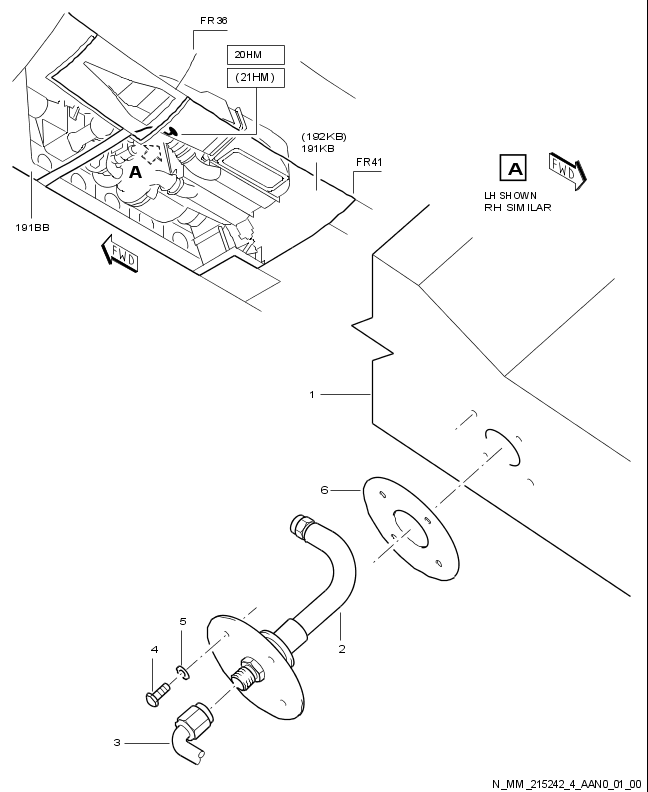 FR36
20HM
(21HM)
(192KB)
191KB
FR41
A
191BB
FWD
A
FWD
LH SHOWN
RH SIMILAR
1
6
2
5
4
3
N_MM_215242_4_AAN0_01_00